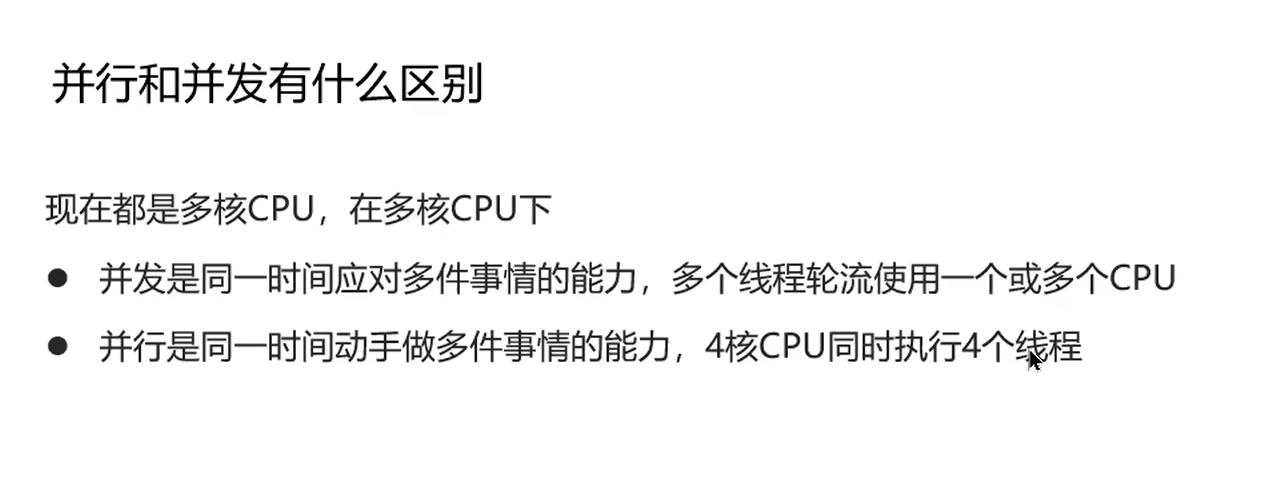 并行和并发有什么区别
现在都是多核CPU，在多核CPU下
● 并发是同一时间应对多件事情的能力，多个线程轮流使用一个或多个CPU
● 并行是同一时间动手做多件事情的能力，4核CPU同时执行4个线程